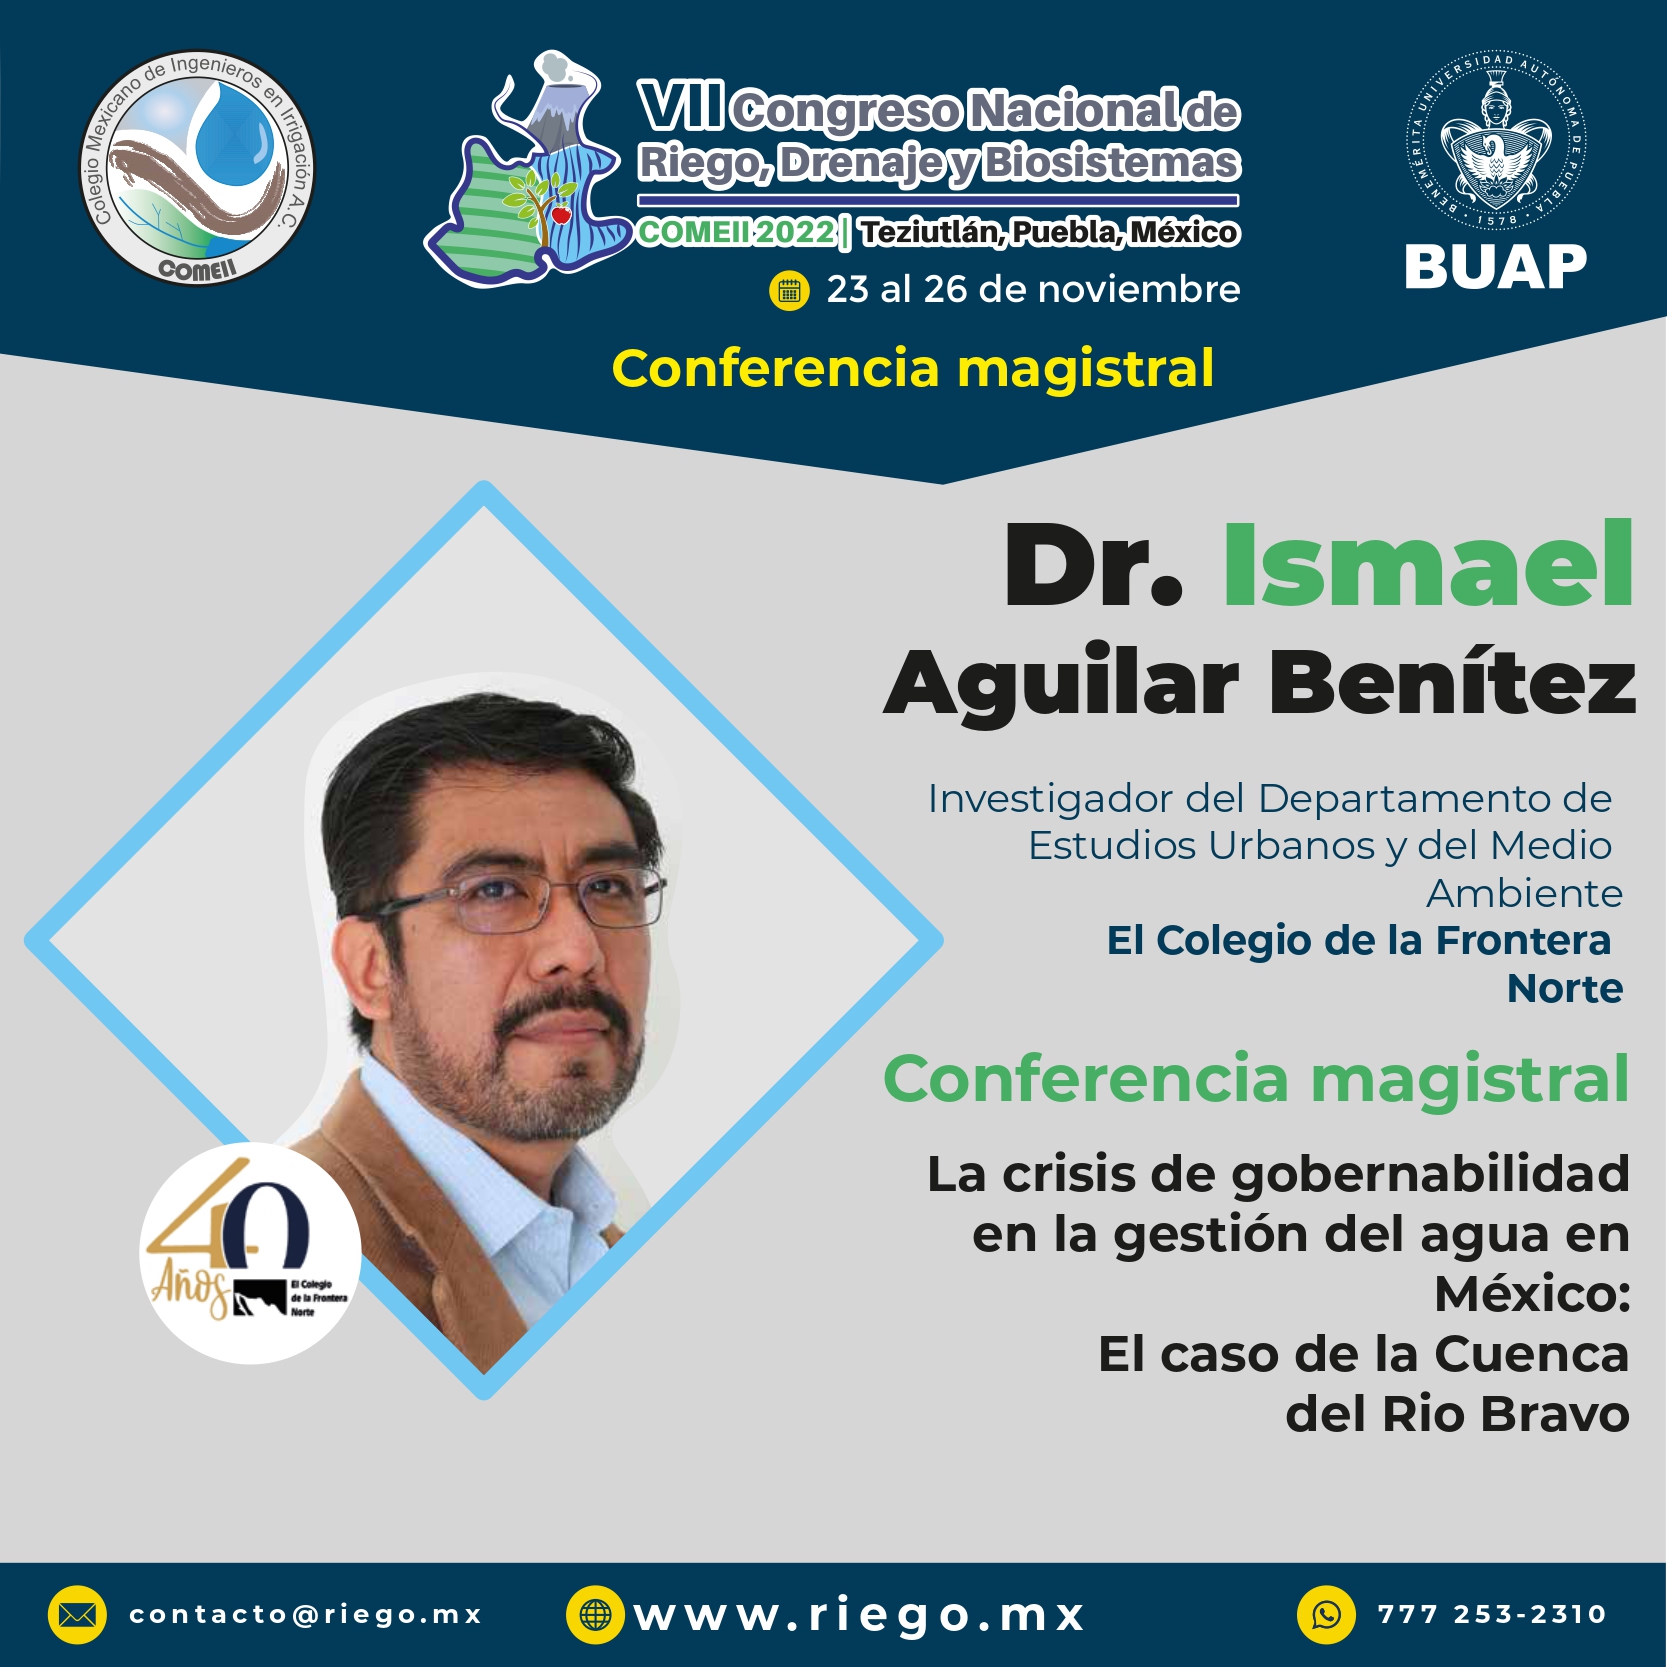 Colegio Mexicano de Ingenieros en Irrigación A.C.
COMEII
VII Congreso Nacional de
Riego, Drenaje y Biosistemas
COMEII 2022 | Teziutlán, Puebla, México
23 al 26 de noviembre
BENEMÉRITA UNIVERSIDAD AUTÓNOMA DE PUEBLA
1578
BUAP
Conferencia magistral
Dr. Ismael
Aguilar Benítez
Investigador del Departamento de
Estudios Urbanos y del Medio
Ambiente
El Colegio de la Frontera
Norte
Conferencia magistral
La crisis de gobernabilidad
en la gestión del agua en
México:
El caso de la Cuenca
del Rio Bravo
40
Años
El Colegio
de la Frontera
Norte
contacto@riego.mx
www.riego.mx
777 253-2310